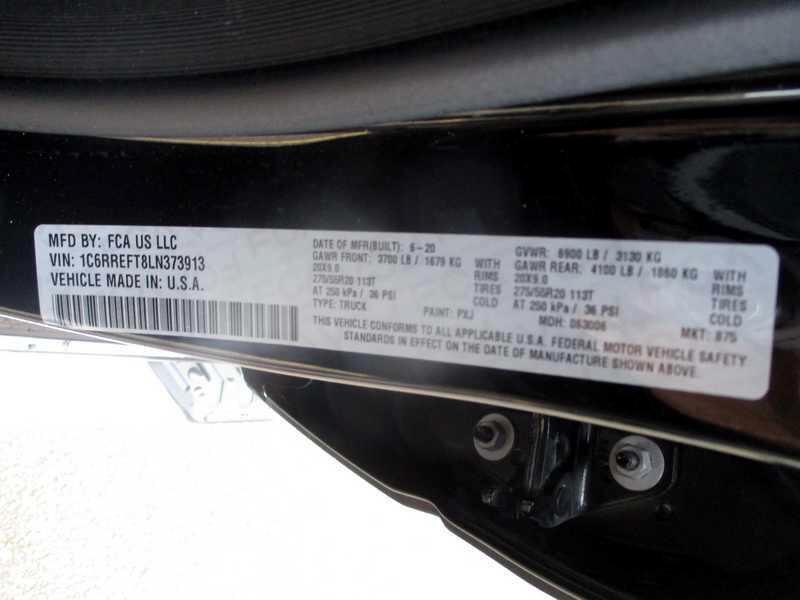 MFD BY: FCA US LLC
VIN: 1C6RREFT8LN373913
VEHICLE MADE IN: U.S.A.
DATE OF MFR(BUILT): 6-20
GAWR FRONT: 3700 LB / 1679 KG WITH
20X9.0 RIMS
275/55R20 113T TIRES
AT 250 kPa / 36 PSI COLD
TYPE: TRUCK PAINT: PXJ
GVWR: 6900 LB / 3130 KG
GAWR REAR: 4100 LB / 1860 KG WITH
20X9.0 RIMS
275/55R20 113T TIRES
AT 250 kPa / 36 PSI COLD
MDH: 063006 MKT: 875
THIS VEHICLE CONFORMS TO ALL APPLICABLE U.S.A. FEDERAL MOTOR VEHICLE SAFETY
STANDARDS IN EFFECT ON THE DATE OF MANUFACTURE SHOWN ABOVE.